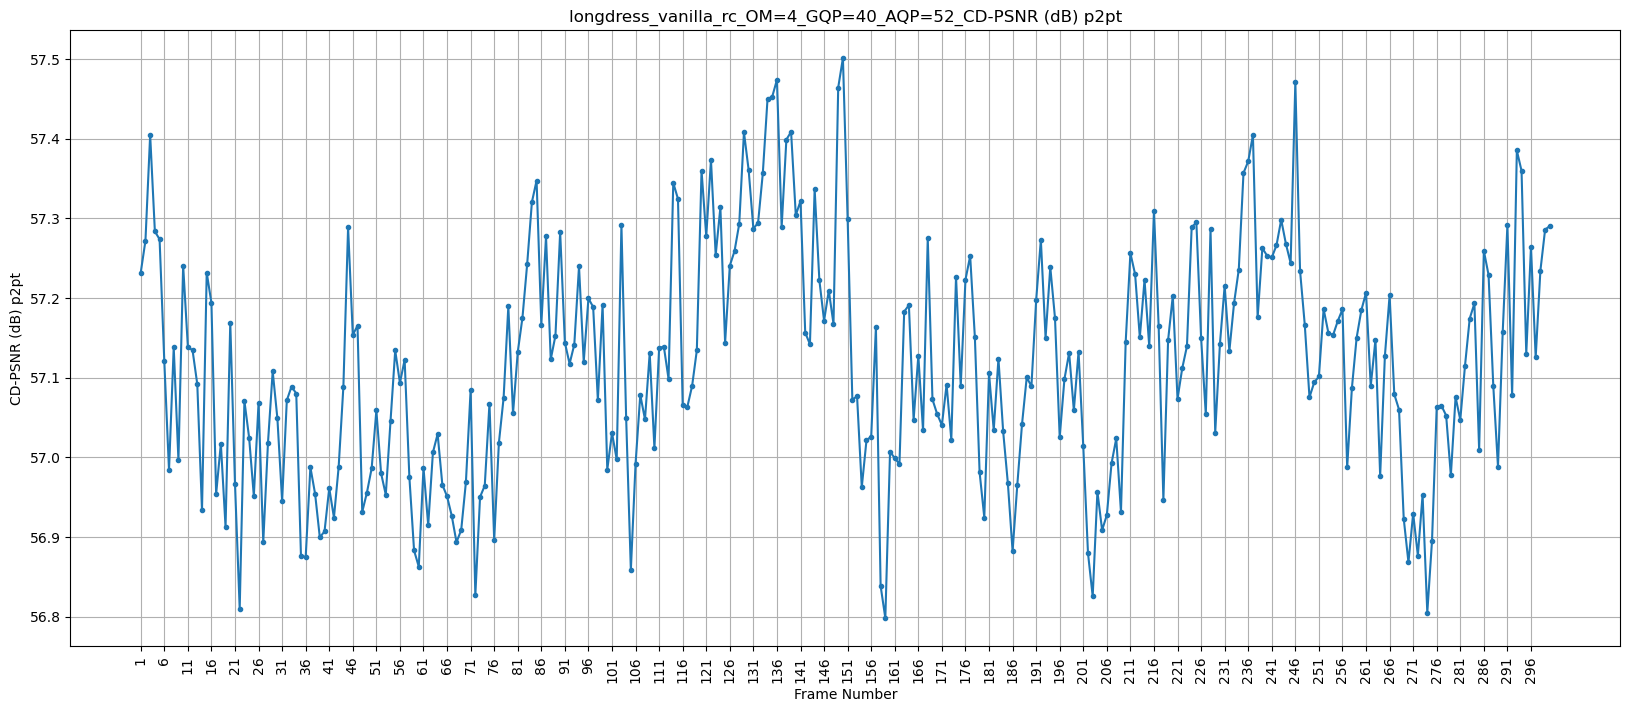 longdress_vanilla_rc_OM=4_GQP=40_AQP=52_CD-PSNR (dB) p2pt
CD-PSNR (dB) p2pt
57.5
57.4
57.3
57.2
57.1
57.0
56.9
56.8
1 6 11 16 21 26 31 36 41 46 51 56 61 66 71 76 81 86 91 96 101 106 111 116 121 126 131 136 141 146 151 156 161 166 171 176 181 186 191 196 201 206 211 216 221 226 231 236 241 246 251 256 261 266 271 276 281 286 291 296
Frame Number